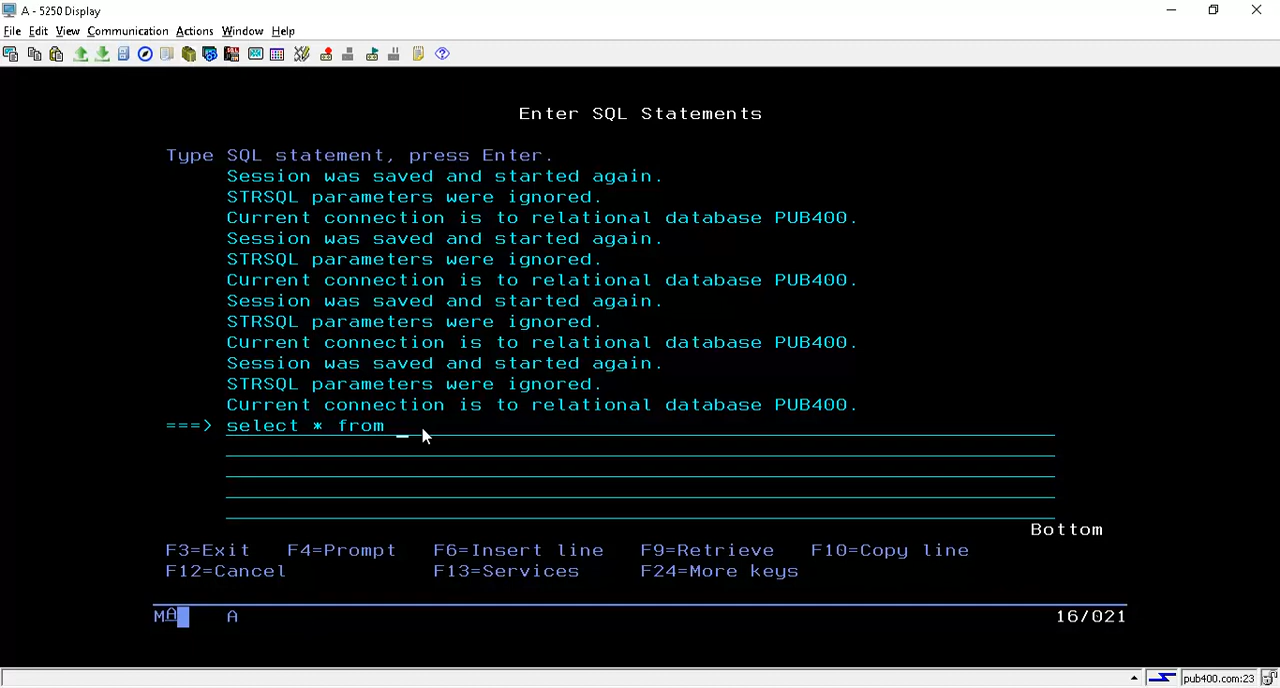 A - 5250 Display
File Edit View Communication Actions Window Help
Enter SQL Statements
Type SQL statement, press Enter.
Session was saved and started again.
STRSQL parameters were ignored.
Current connection is to relational database PUB400.
Session was saved and started again.
STRSQL parameters were ignored.
Current connection is to relational database PUB400.
Session was saved and started again.
STRSQL parameters were ignored.
Current connection is to relational database PUB400.
Session was saved and started again.
STRSQL parameters were ignored.
Current connection is to relational database PUB400.
===> select * from _
Bottom
F3=Exit F4=Prompt F6=Insert line F9=Retrieve F10=Copy line
F12=Cancel F13=Services F24=More keys
MA A 16/021
pub400.com:23